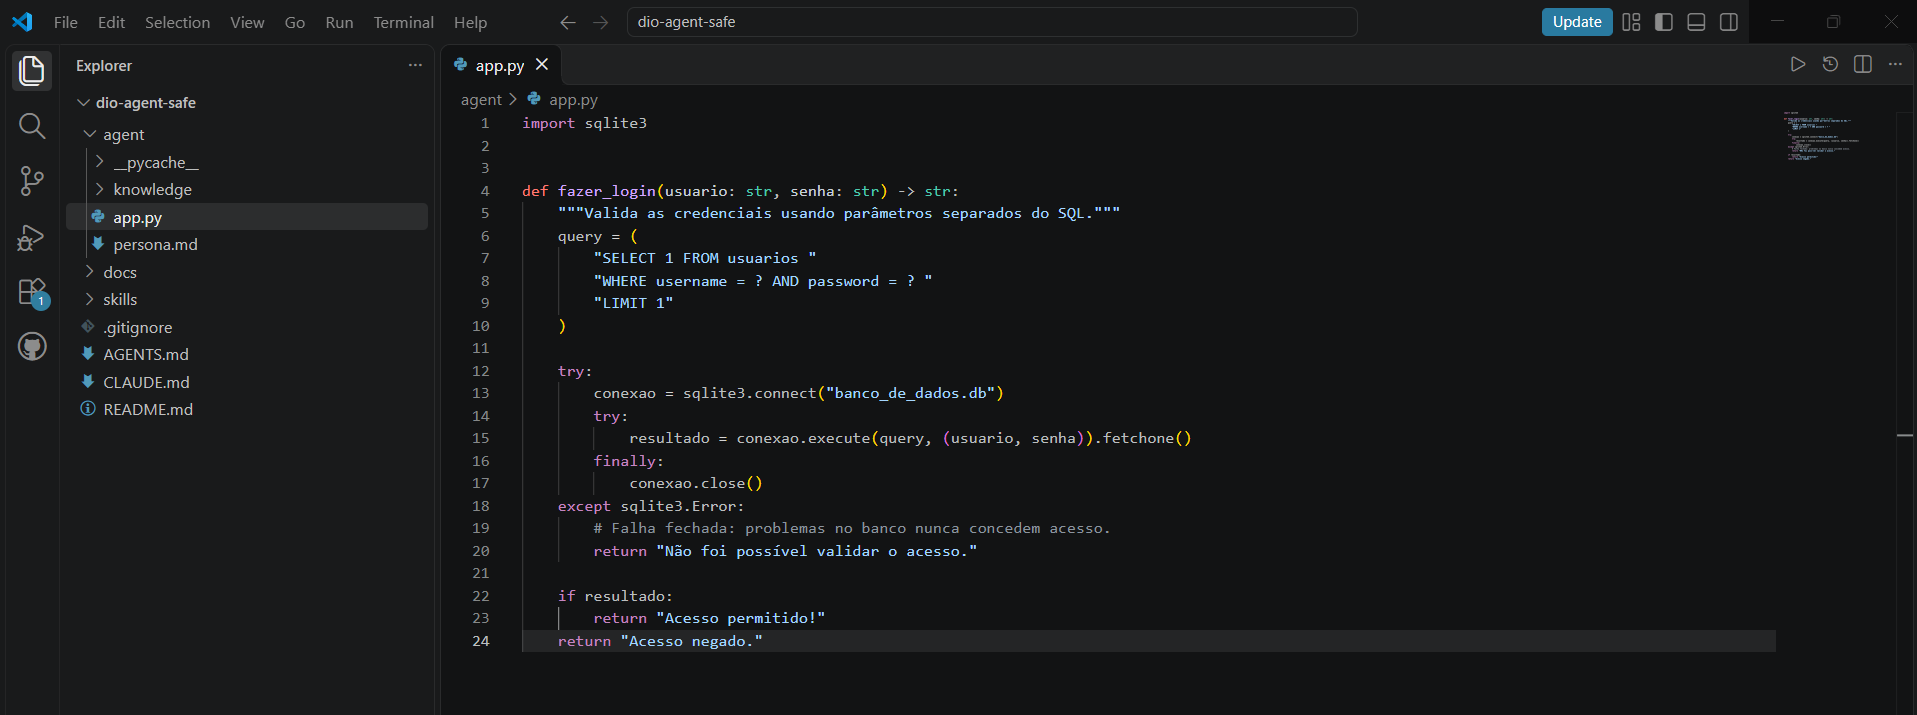 File Edit Selection View Go Run Terminal Help
dio-agent-safe
Update
Explorer
dio-agent-safe
agent
__pycache__
knowledge
app.py
persona.md
docs
skills
.gitignore
AGENTS.md
CLAUDE.md
README.md
1
app.py
agent > app.py
1 import sqlite3
2
3
4 def fazer_login(usuario: str, senha: str) -> str:
5     """Valida as credenciais usando parâmetros separados do SQL."""
6     query = (
7         "SELECT 1 FROM usuarios "
8         "WHERE username = ? AND password = ? "
9         "LIMIT 1"
10     )
11
12     try:
13         conexao = sqlite3.connect("banco_de_dados.db")
14         try:
15             resultado = conexao.execute(query, (usuario, senha)).fetchone()
16         finally:
17             conexao.close()
18     except sqlite3.Error:
19         # Falha fechada: problemas no banco nunca concedem acesso.
20         return "Não foi possível validar o acesso."
21
22     if resultado:
23         return "Acesso permitido!"
24     return "Acesso negado."